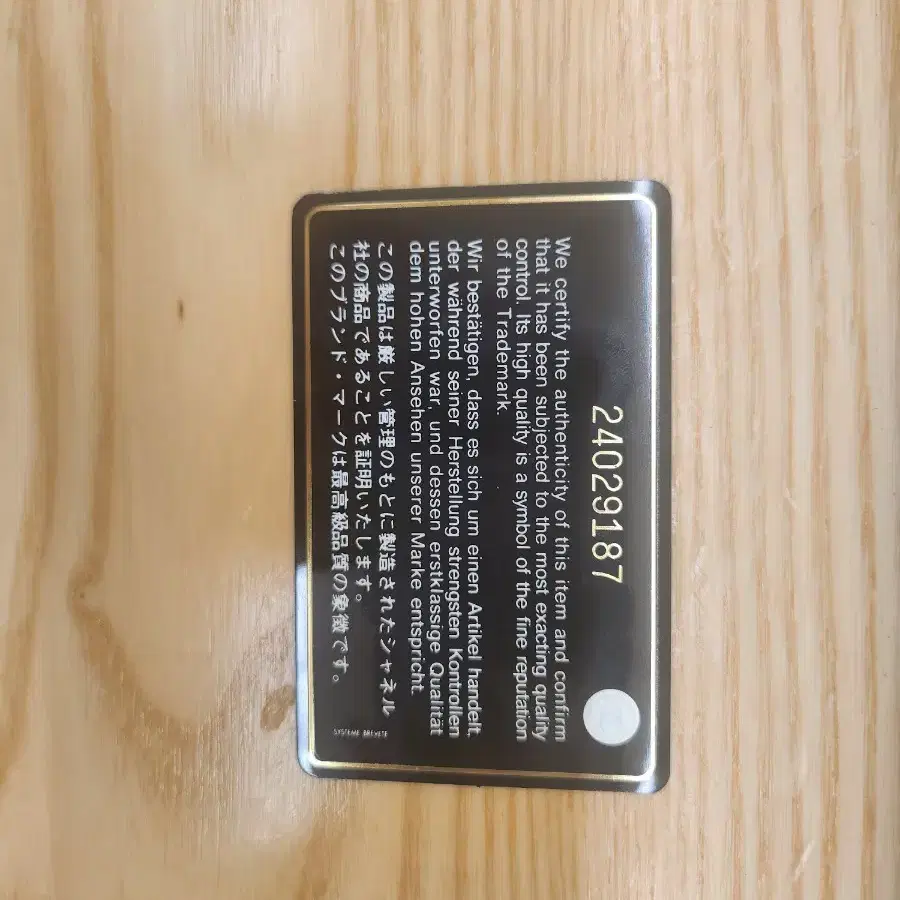 24029187
We certify the authenticity of this item and confirm
that it has been subjected to the most exacting quality
control. Its high quality is a symbol of the fine reputation
of the Trademark.
Wir bestätigen, dass es sich um einen Artikel handelt,
der während seiner Herstellung strengsten Kontrollen
unterworfen war, und dessen erstklassige Qualität
dem hohen Ansehen unserer Marke entspricht.
この製品は厳しい管理のもとに製造されたシャネル
社の商品であることを証明いたします。
このブランド・マークは最高級品質の象徴です。
SYSTEME BREVETE